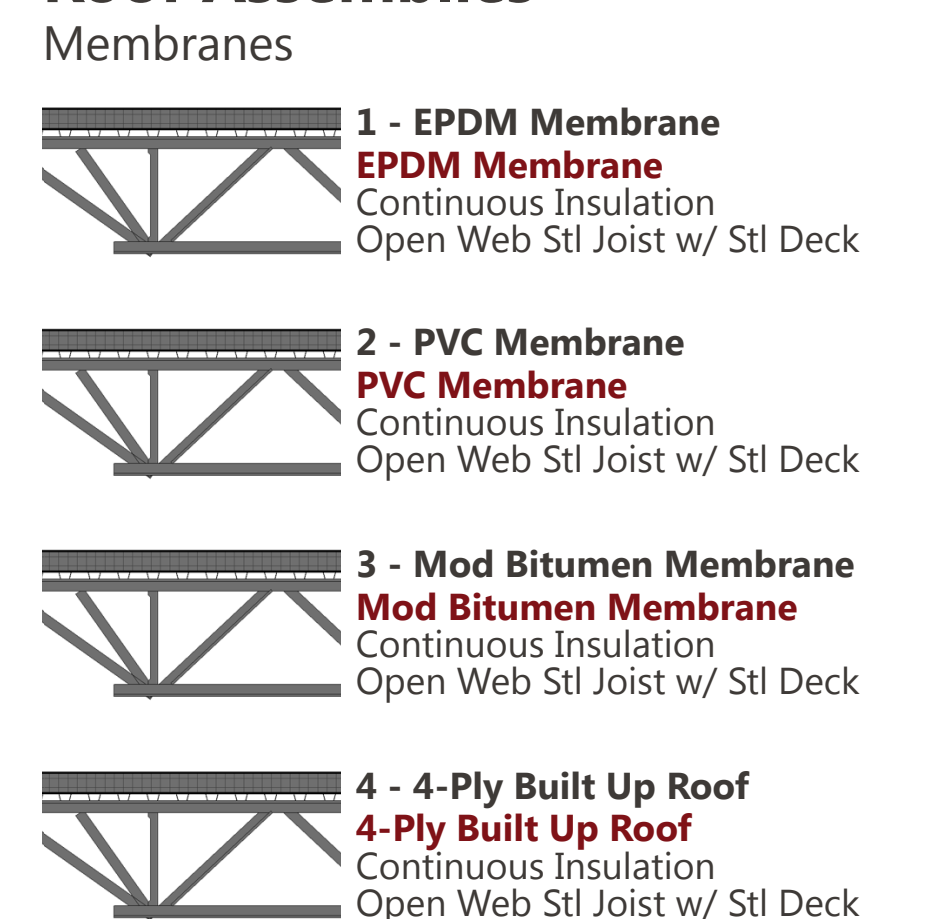 Roof Assemblies
Membranes
1 - EPDM Membrane
EPDM Membrane
Continuous Insulation
Open Web Stl Joist w/ Stl Deck
2 - PVC Membrane
PVC Membrane
Continuous Insulation
Open Web Stl Joist w/ Stl Deck
3 - Mod Bitumen Membrane
Mod Bitumen Membrane
Continuous Insulation
Open Web Stl Joist w/ Stl Deck
4 - 4-Ply Built Up Roof
4-Ply Built Up Roof
Continuous Insulation
Open Web Stl Joist w/ Stl Deck